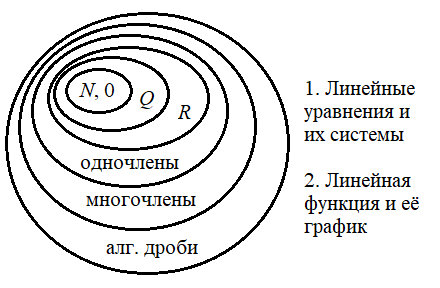 N, 0
Q
R
одночлены
многочлены
алг. дроби
1. Линейные
уравнения и
их системы
2. Линейная
функция и её
график